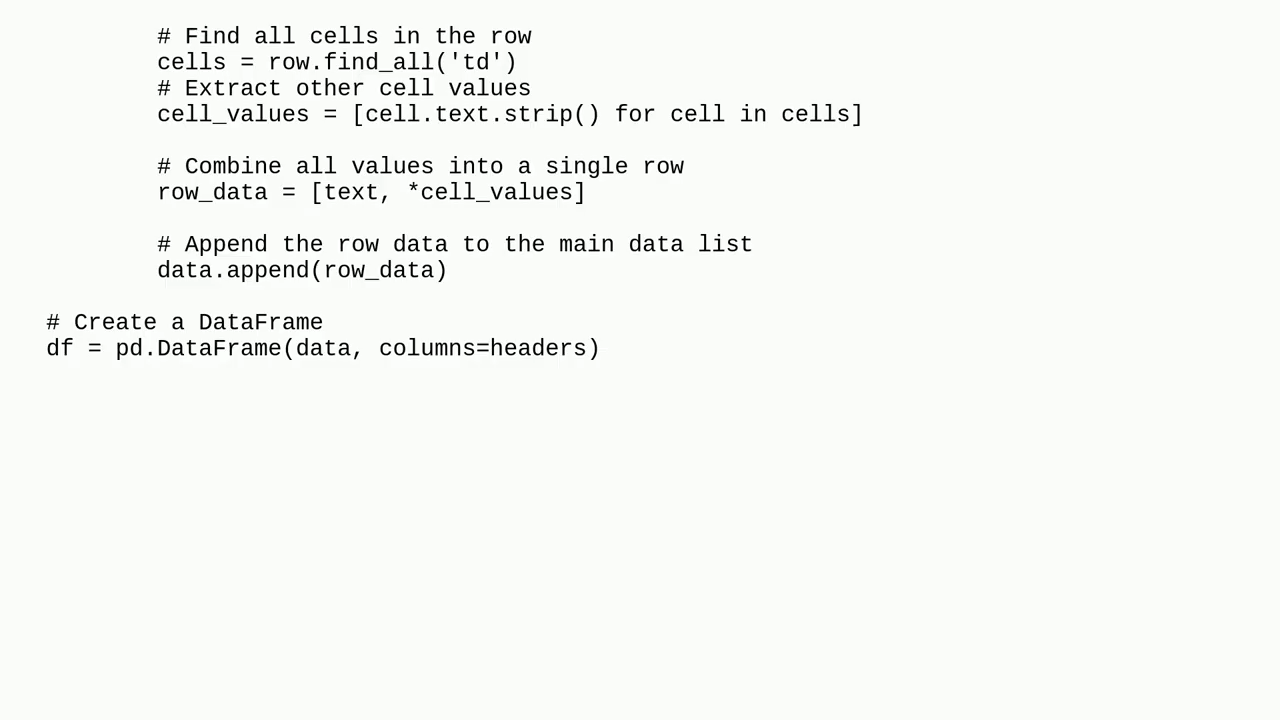 # Find all cells in the row
cells = row.find_all('td')
# Extract other cell values
cell_values = [cell.text.strip() for cell in cells]
# Combine all values into a single row
row_data = [text, *cell_values]
# Append the row data to the main data list
data.append(row_data)
# Create a DataFrame
df = pd.DataFrame(data, columns=headers)